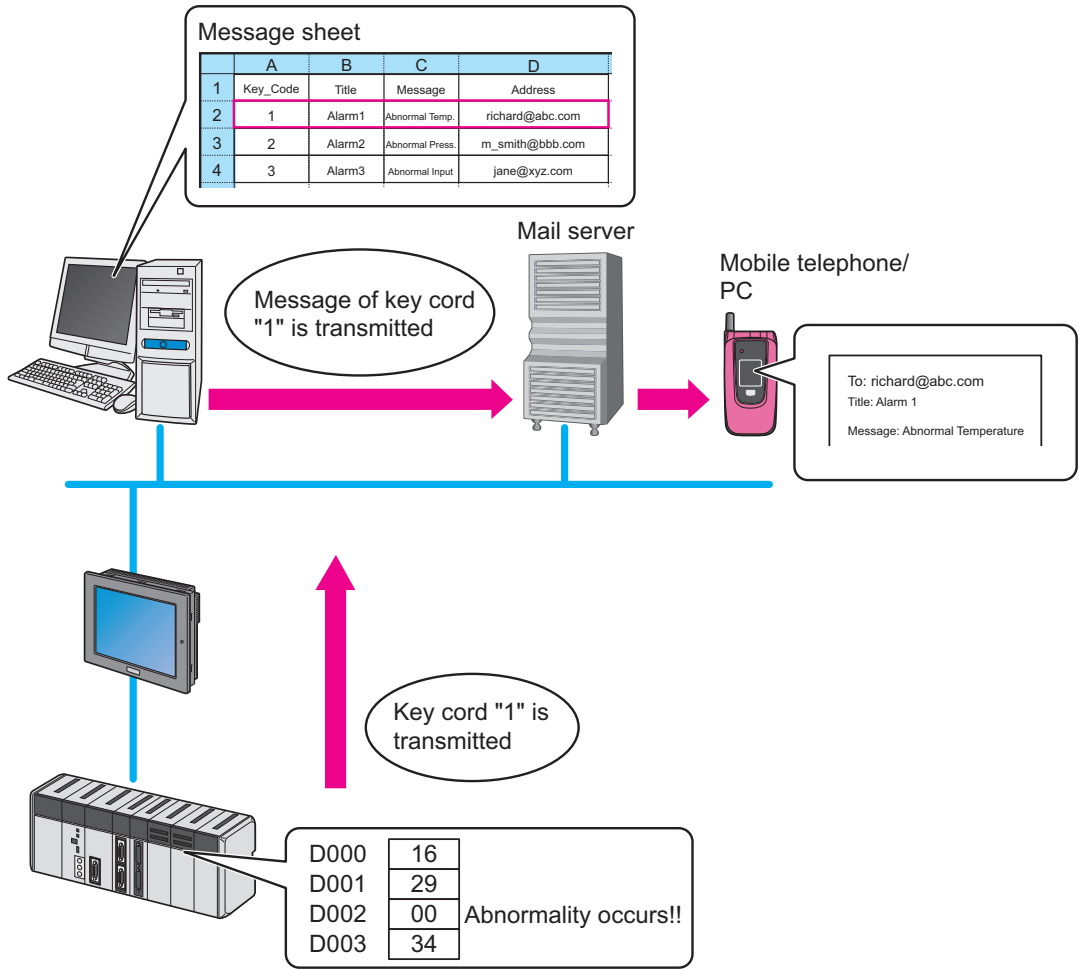 Message sheet
A B C D
1 Key_Code Title Message Address
2 1 Alarm1 Abnormal Temp. richard@abc.com
3 2 Alarm2 Abnormal Press. m_smith@bbb.com
4 3 Alarm3 Abnormal Input jane@xyz.com
Mail server
Mobile telephone/
PC
Message of key cord
"1" is transmitted
To: richard@abc.com
Title: Alarm 1
Message: Abnormal Temperature
Key cord "1" is
transmitted
D000 16
D001 29
D002 00 Abnormality occurs!!
D003 34